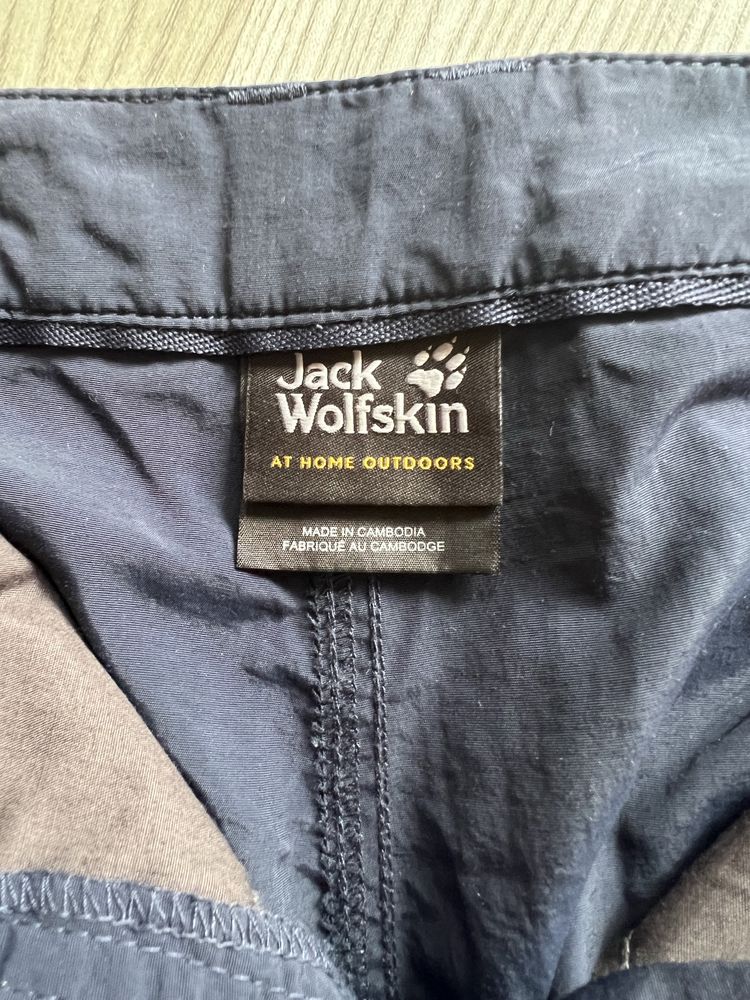 Jack
Wolfskin
AT HOME OUTDOORS
MADE IN CAMBODIA
FABRIQUÉ AU CAMBODGE